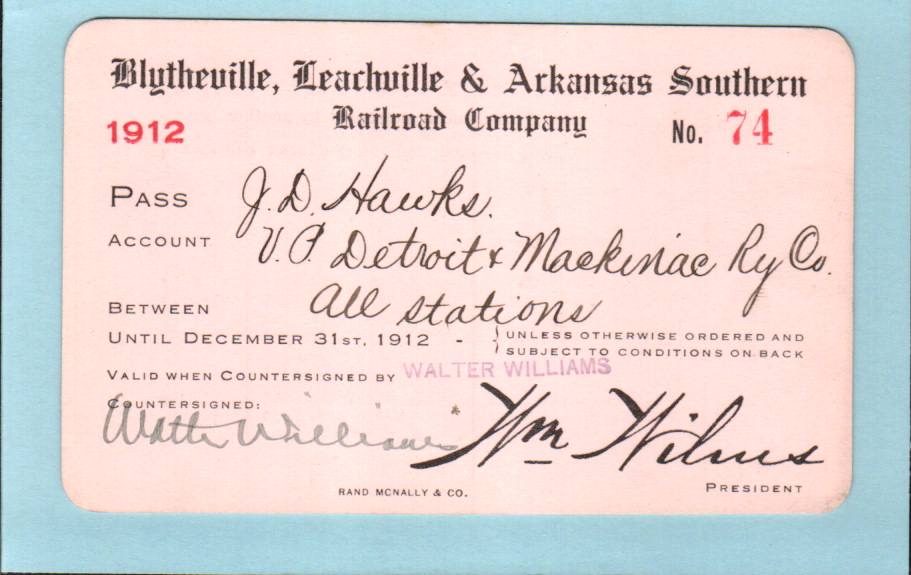 Blytheville, Leachville & Arkansas Southern
Railroad Company
1912 No. 74
PASS J. D. Hawks.
ACCOUNT V. P. Detroit & Mackinac Ry Co.
BETWEEN All stations
UNTIL DECEMBER 31ST, 1912 - { UNLESS OTHERWISE ORDERED AND
SUBJECT TO CONDITIONS ON BACK
VALID WHEN COUNTERSIGNED BY WALTER WILLIAMS
COUNTERSIGNED:
Walter Williams Wm Wilms
RAND MCNALLY & CO. PRESIDENT